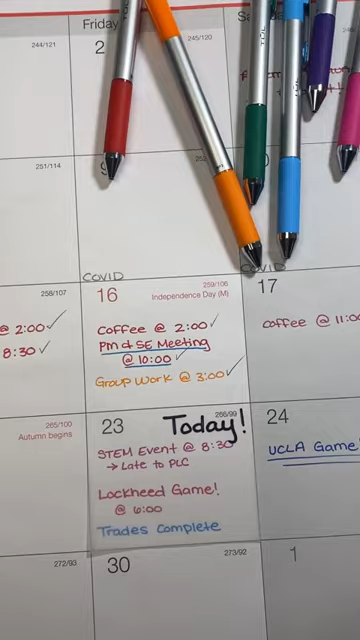 Friday
244/121
2
245/120
251/114
9
COVID
COVID
258/107
16
259/106
Independence Day (M)
17
@ 2:00 ✓
8:30 ✓
Coffee @ 2:00 ✓
PM of SE Meeting
@ 10:00 ✓
Group Work @ 3:00 ✓
Coffee @ 11:00
265/100
Autumn begins
23
266/99
Today!
24
STEM Event @ 8:30
→ Late to PLC
Lockheed Game!
@ 6:00
Trades Complete
UCLA Game!
272/93
30
273/92
1